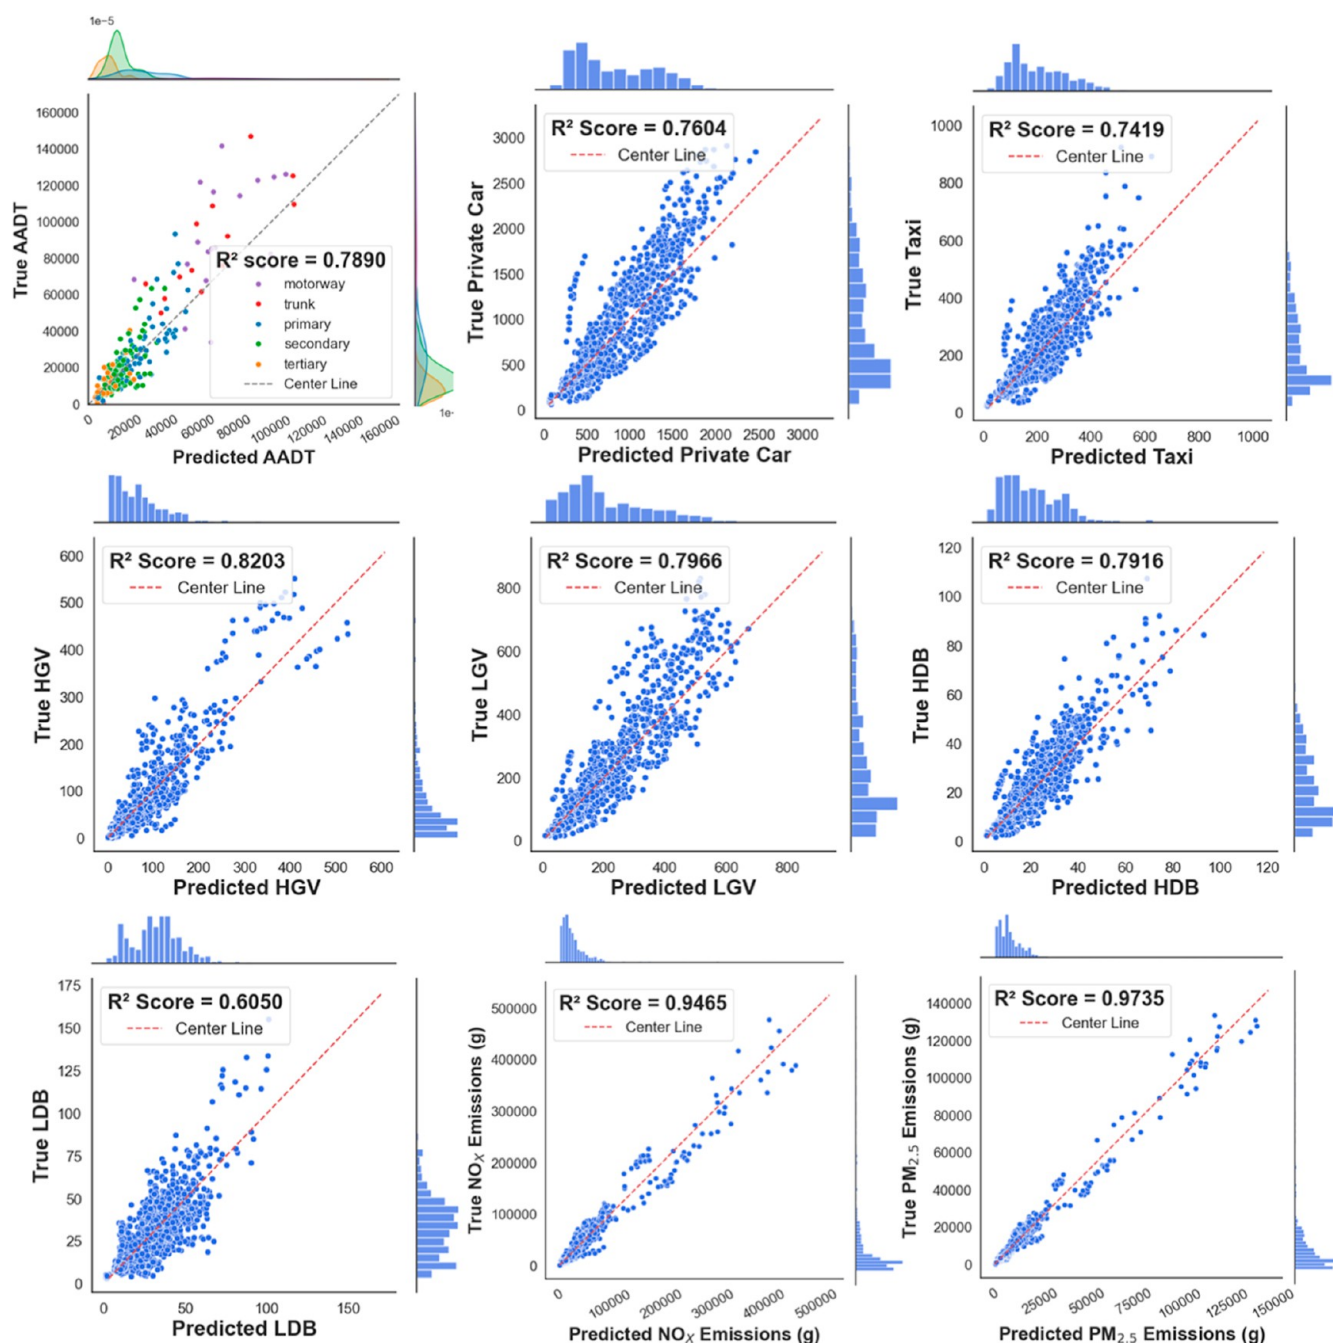 1e−5
R² score = 0.7890
motorway
trunk
primary
secondary
tertiary
Center Line
160000
140000
120000
100000
80000
60000
40000
20000
0
True AADT
0
20000
40000
60000
80000
100000
120000
140000
160000
1e-
Predicted AADT
R² Score = 0.7604
Center Line
3000
2500
2000
1500
1000
500
0
True Private Car
0 500 1000 1500 2000 2500 3000
Predicted Private Car
R² Score = 0.7419
Center Line
1000
800
600
400
200
0
True Taxi
0 200 400 600 800 1000
Predicted Taxi
R² Score = 0.8203
Center Line
600
500
400
300
200
100
0
True HGV
0 100 200 300 400 500 600
Predicted HGV
R² Score = 0.7966
Center Line
800
600
400
200
0
True LGV
0 200 400 600 800
Predicted LGV
R² Score = 0.7916
Center Line
120
100
80
60
40
20
0
True HDB
0 20 40 60 80 100 120
Predicted HDB
R² Score = 0.6050
Center Line
175
150
125
100
75
50
25
0
True LDB
0 50 100 150
Predicted LDB
R² Score = 0.9465
Center Line
500000
400000
300000
200000
100000
0
True NOₓ Emissions (g)
0
100000
200000
300000
400000
500000
Predicted NOₓ Emissions (g)
R² Score = 0.9735
Center Line
140000
120000
100000
80000
60000
40000
20000
0
True PM₂.₅ Emissions (g)
0
25000
50000
75000
100000
125000
150000
Predicted PM₂.₅ Emissions (g)